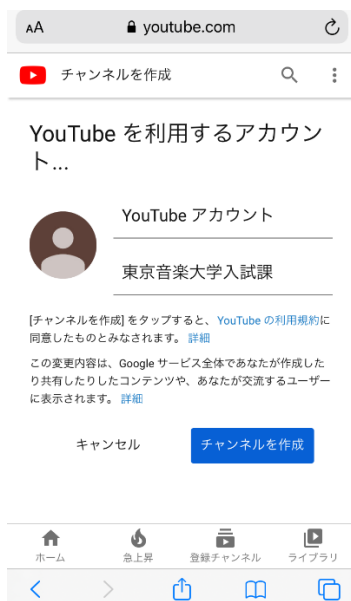 AA youtube.com
チャンネルを作成
YouTube を利用するアカウン
ト...
YouTube アカウント
東京音楽大学入試課
[チャンネルを作成] をタップすると、YouTube の利用規約に
同意したものとみなされます。 詳細
この変更内容は、Google サービス全体であなたが作成した
り共有したりしたコンテンツや、あなたが交流するユーザー
に表示されます。 詳細
キャンセル チャンネルを作成
ホーム 急上昇 登録チャンネル ライブラリ